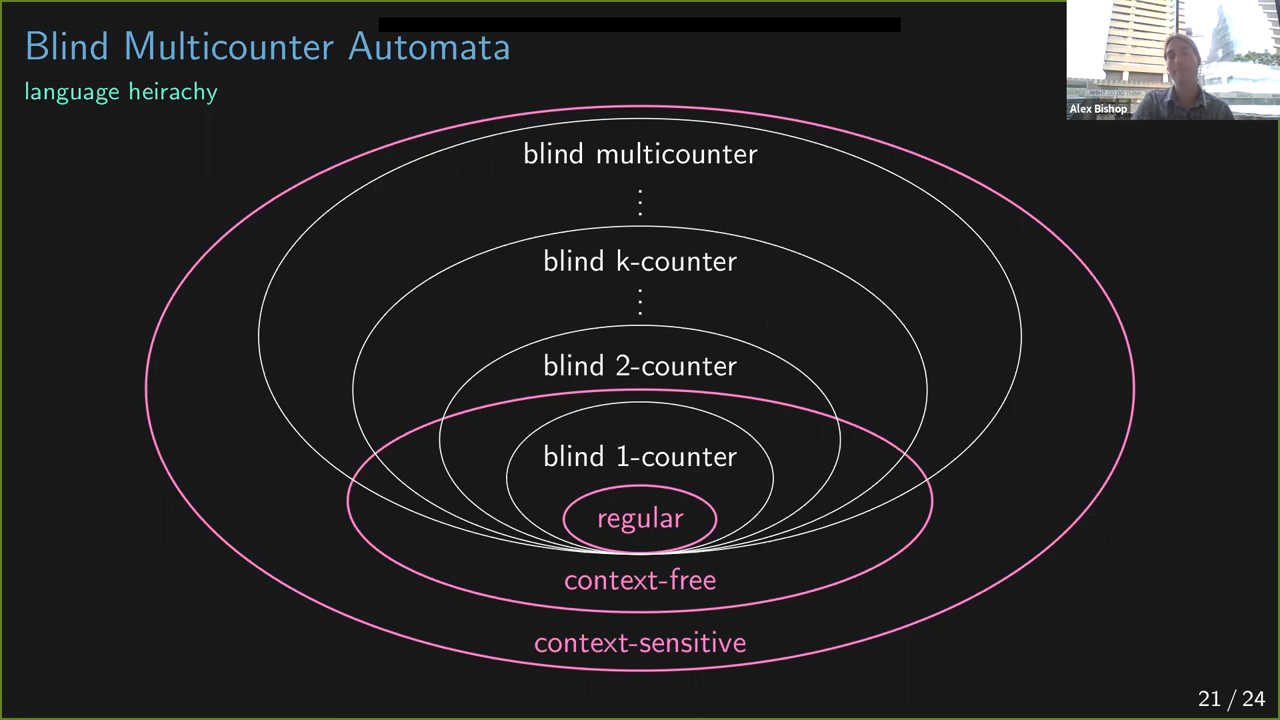 Blind Multicounter Automata
language heirachy
Alex Bishop
blind multicounter
blind k-counter
blind 2-counter
blind 1-counter
regular
context-free
context-sensitive
21 / 24